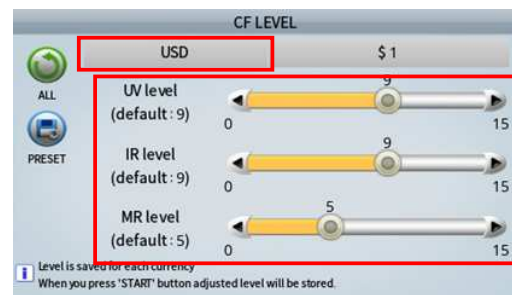 CF LEVEL
USD
$ 1
ALL
PRESET
UV level
(default : 9)
9
0
15
IR level
(default : 9)
9
0
15
MR level
(default : 5)
5
0
15
Level is saved for each currency
When you press 'START' button adjusted level will be stored.